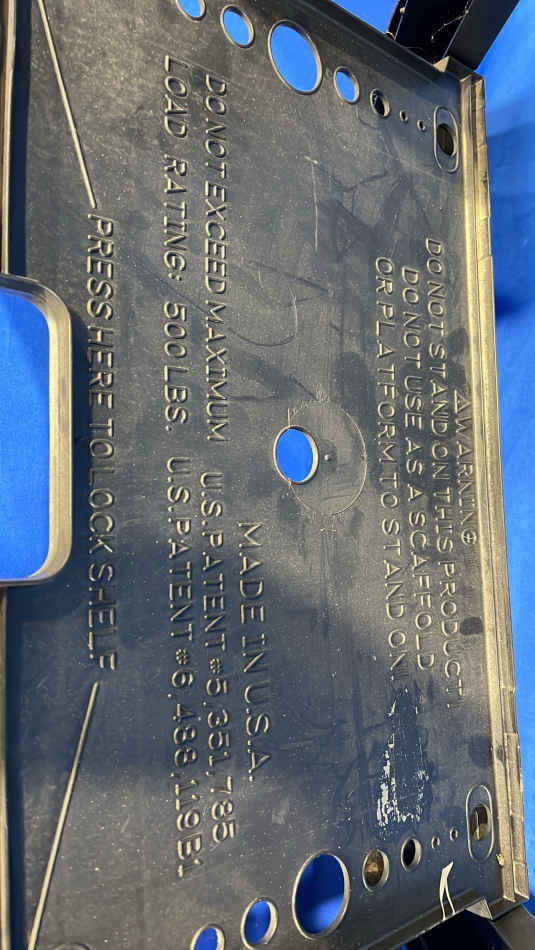 ⚠WARNING
DO NOT STAND ON THIS PRODUCT,
DO NOT USE AS A SCAFFOLD
OR PLATFORM TO STAND ON!
MADE IN U.S.A.
DO NOT EXCEED MAXIMUM
LOAD RATING: 500 LBS.
U.S. PATENT #5,351,785
U.S. PATENT #6,488,119 B1
PRESS HERE TO LOCK SHELF